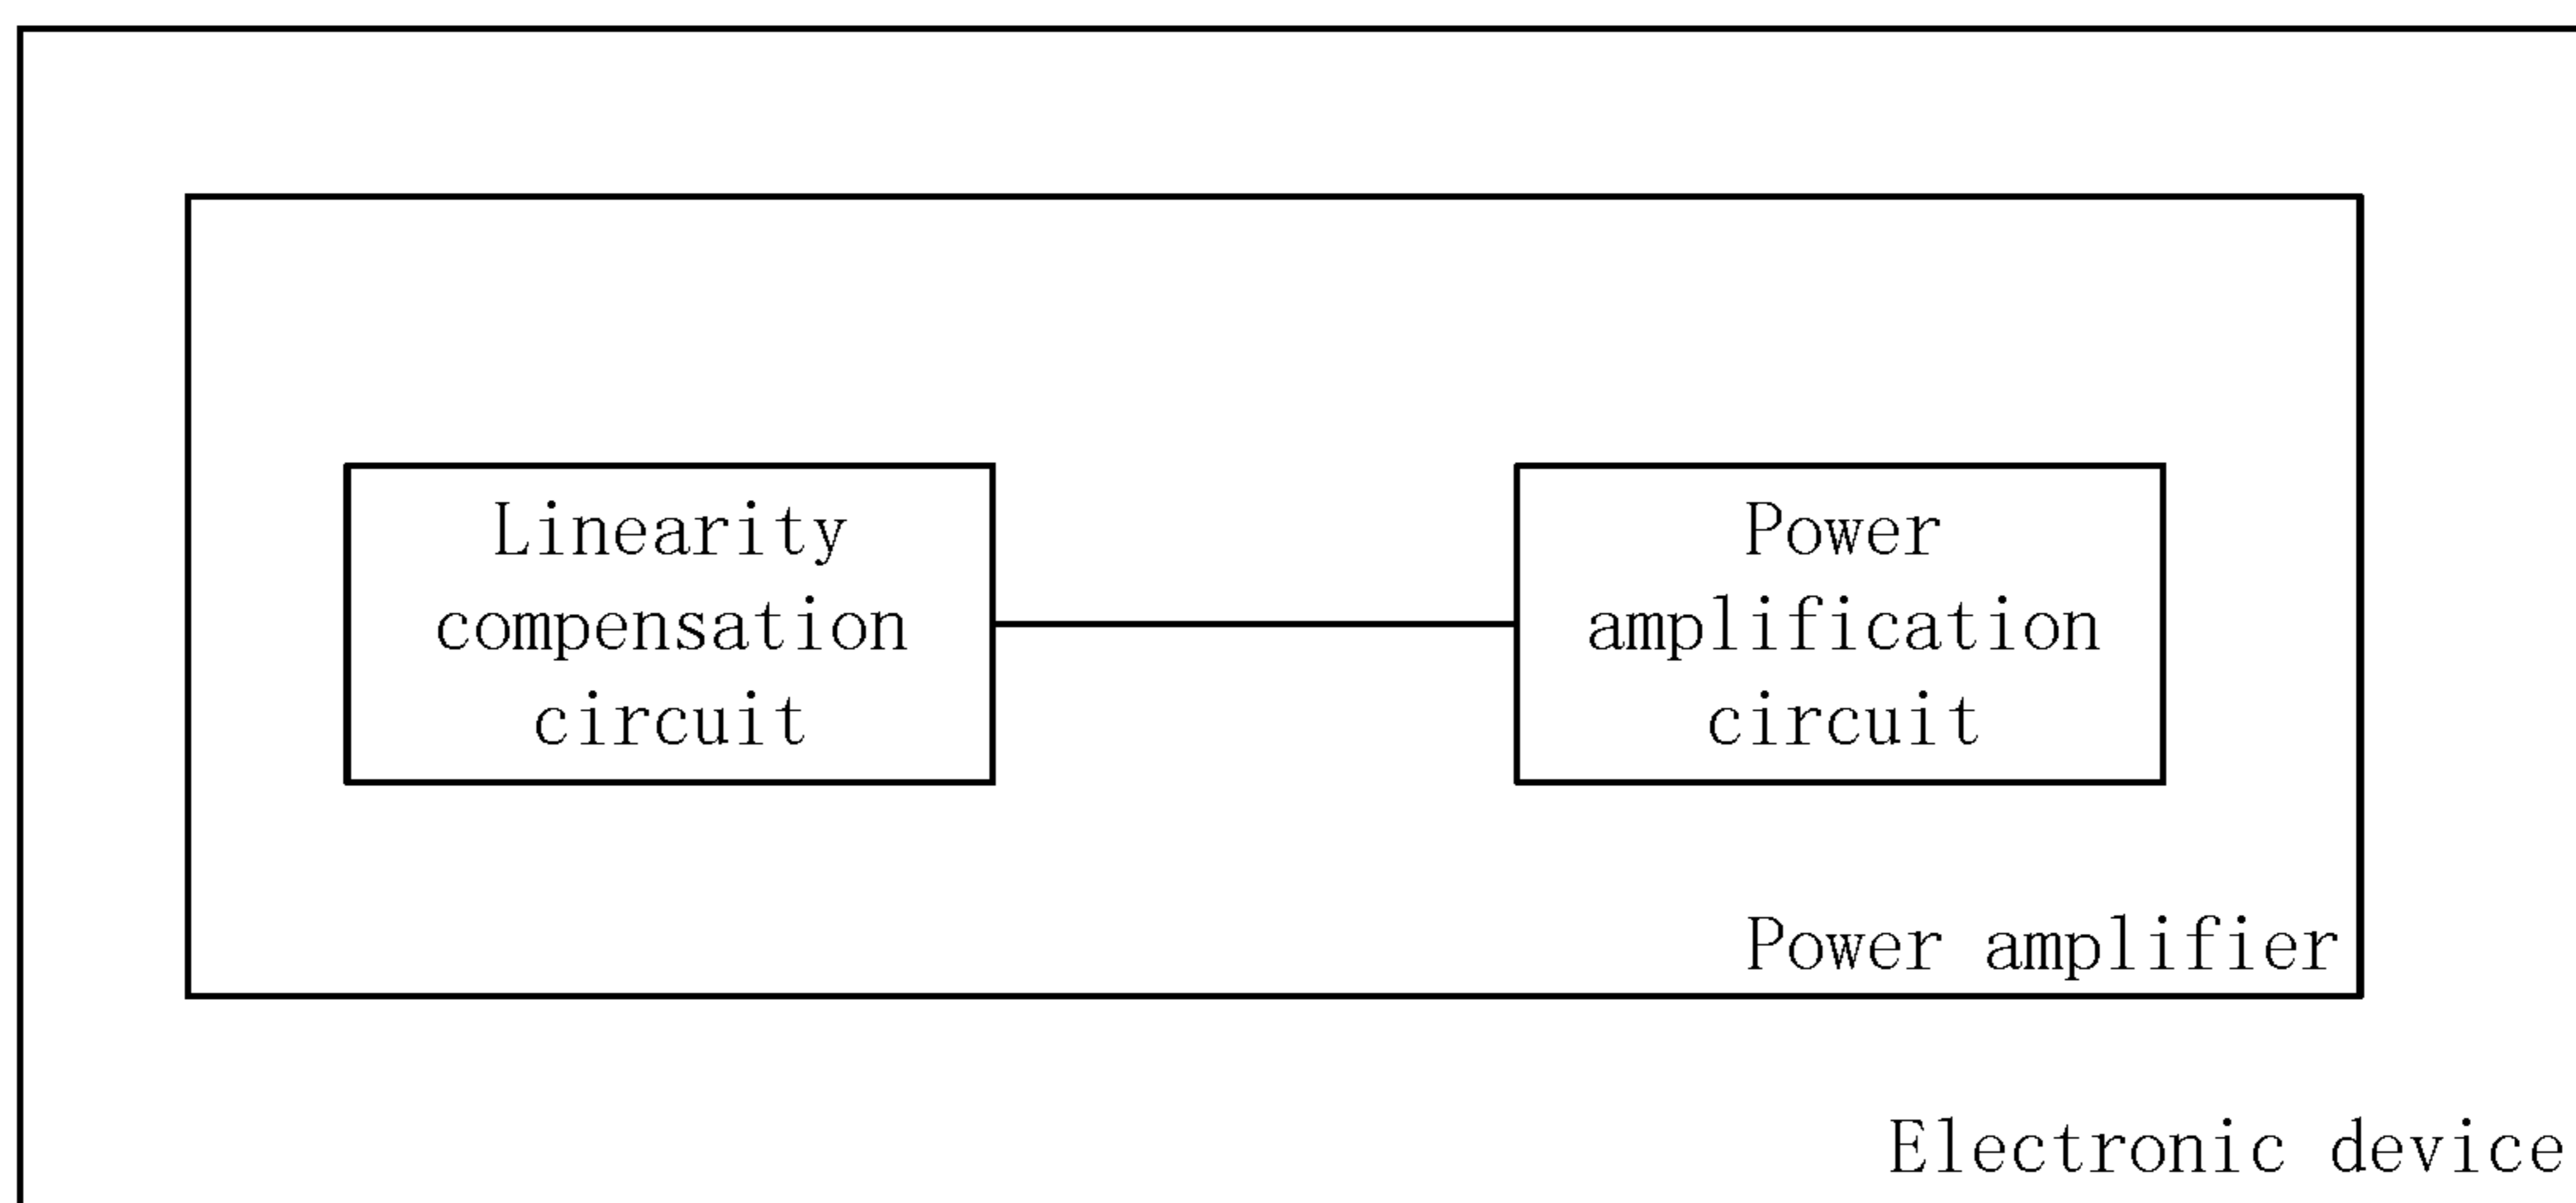 Linearity
compensation
circuit
Power
amplification
circuit
Power amplifier
Electronic device